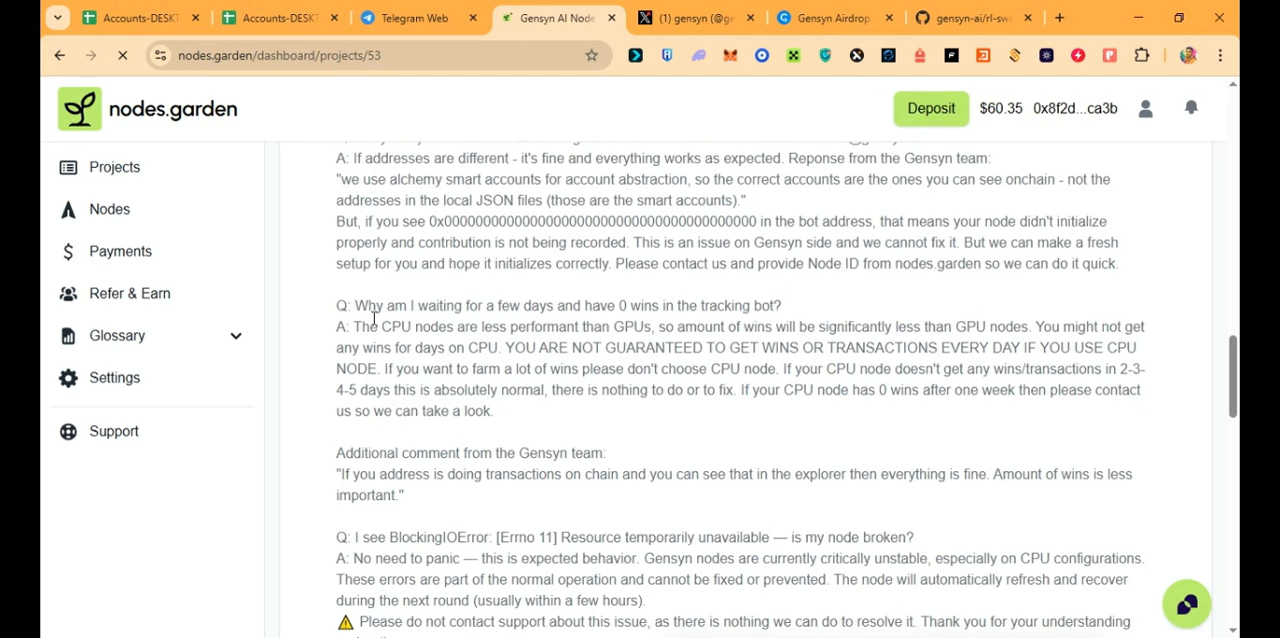 Accounts-DESKT
Accounts-DESKT
Telegram Web
Gensyn AI Node
(1) gensyn (@ge
Gensyn Airdrop
gensyn-ai/rl-sw
nodes.garden/dashboard/projects/53
nodes.garden
Deposit
$60.35
0x8f2d...ca3b
Projects
Nodes
Payments
Refer & Earn
Glossary
Settings
Support
A: If addresses are different - it's fine and everything works as expected. Reponse from the Gensyn team:
"we use alchemy smart accounts for account abstraction, so the correct accounts are the ones you can see onchain - not the
addresses in the local JSON files (those are the smart accounts)."
But, if you see 0x0000000000000000000000000000000000000000 in the bot address, that means your node didn't initialize
properly and contribution is not being recorded. This is an issue on Gensyn side and we cannot fix it. But we can make a fresh
setup for you and hope it initializes correctly. Please contact us and provide Node ID from nodes.garden so we can do it quick.
Q: Why am I waiting for a few days and have 0 wins in the tracking bot?
A: The CPU nodes are less performant than GPUs, so amount of wins will be significantly less than GPU nodes. You might not get
any wins for days on CPU. YOU ARE NOT GUARANTEED TO GET WINS OR TRANSACTIONS EVERY DAY IF YOU USE CPU
NODE. If you want to farm a lot of wins please don't choose CPU node. If your CPU node doesn't get any wins/transactions in 2-3-
4-5 days this is absolutely normal, there is nothing to do or to fix. If your CPU node has 0 wins after one week then please contact
us so we can take a look.
Additional comment from the Gensyn team:
"If you address is doing transactions on chain and you can see that in the explorer then everything is fine. Amount of wins is less
important."
Q: I see BlockingIOError: [Errno 11] Resource temporarily unavailable — is my node broken?
A: No need to panic — this is expected behavior. Gensyn nodes are currently critically unstable, especially on CPU configurations.
These errors are part of the normal operation and cannot be fixed or prevented. The node will automatically refresh and recover
during the next round (usually within a few hours).
⚠️ Please do not contact support about this issue, as there is nothing we can do to resolve it. Thank you for your understanding